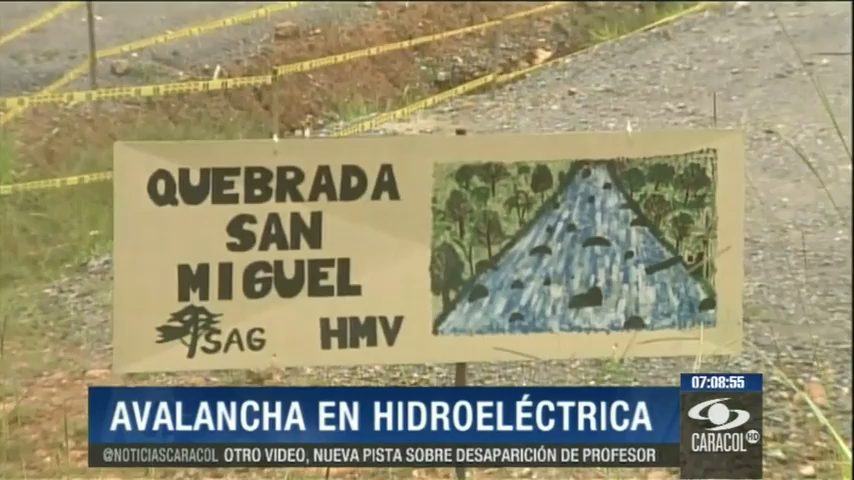 QUEBRADA
SAN
MIGUEL
SAG HMV
07:08:55
AVALANCHA EN HIDROELÉCTRICA
CARACOL HD
@NOTICIASCARACOL OTRO VIDEO, NUEVA PISTA SOBRE DESAPARICIÓN DE PROFESOR